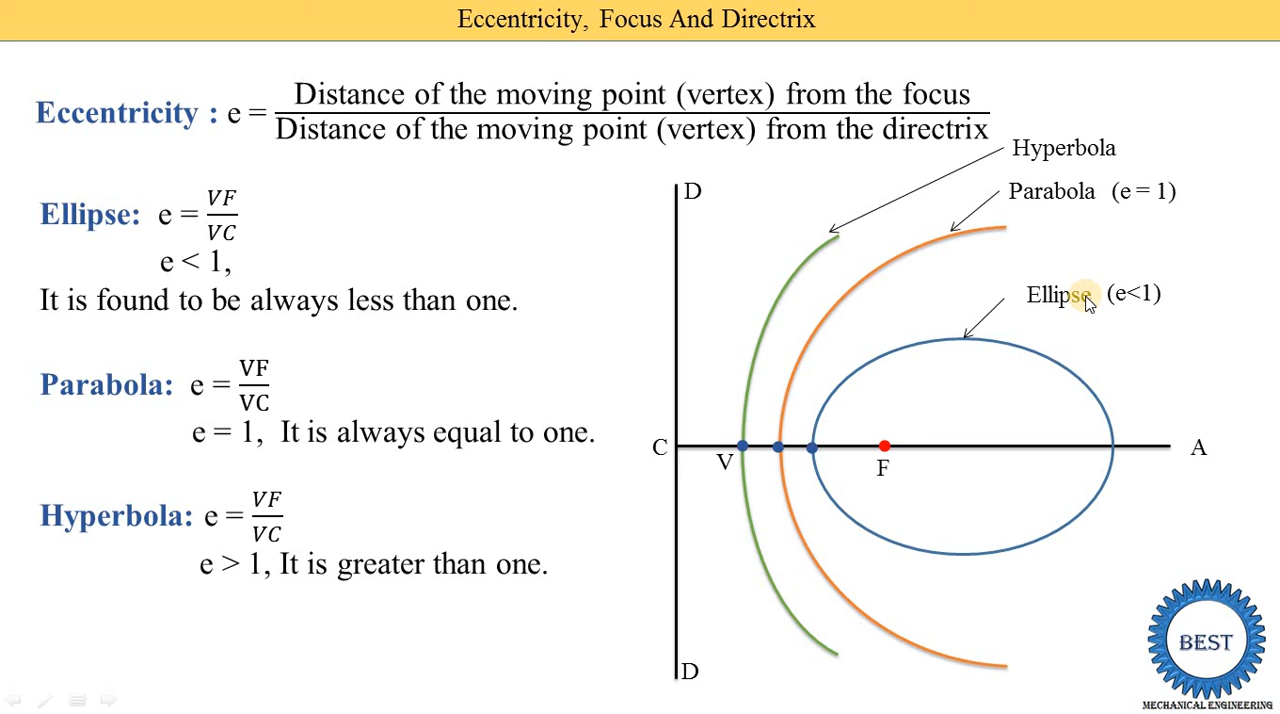 Eccentricity, Focus And Directrix
Eccentricity : e = Distance of the moving point (vertex) from the focus
Distance of the moving point (vertex) from the directrix
Ellipse: e = VF
VC
e < 1,
It is found to be always less than one.
Parabola: e = VF
VC
e = 1, It is always equal to one.
Hyperbola: e = VF
VC
e > 1, It is greater than one.
Hyperbola
D
Parabola (e = 1)
Ellipse (e<1)
C
V
F
A
D
BEST
MECHANICAL ENGINEERING